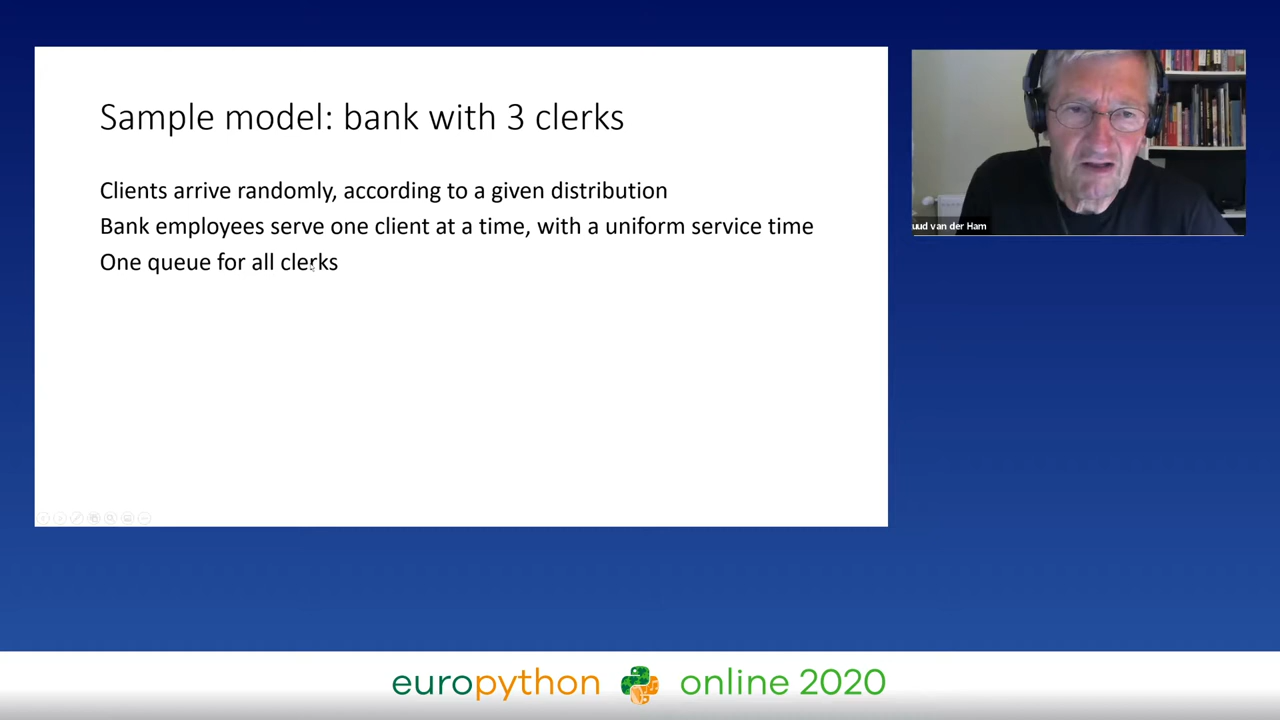 Sample model: bank with 3 clerks
Clients arrive randomly, according to a given distribution
Bank employees serve one client at a time, with a uniform service time
One queue for all clerks
uud van der Ham
europython online 2020